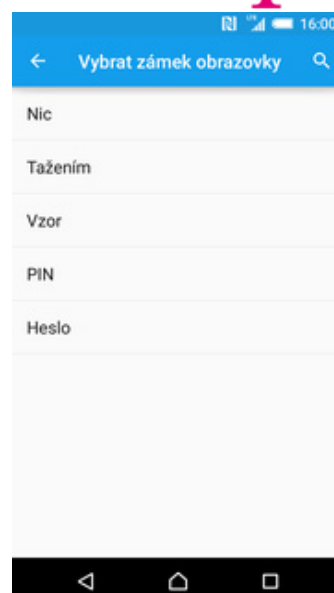 16:00
Vybrat zámek obrazovky
Nic
Tažením
Vzor
PIN
Heslo